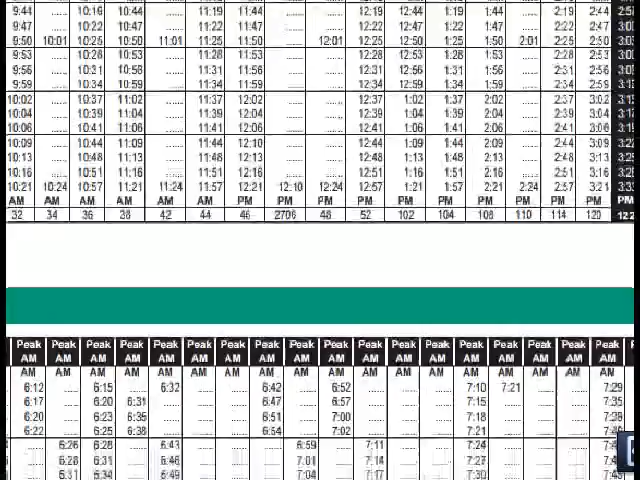 9:44 ..... 10:16 10:44 ..... 11:19 11:44 ..... ..... 12:19 12:44 1:19 1:44 ..... 2:19 2:44
9:47 ..... 10:22 10:47 ..... 11:22 11:47 ..... ..... 12:22 12:47 1:22 1:47 ..... 2:22 2:47
9:50 10:01 10:25 10:50 11:01 11:25 11:50 ..... 12:01 12:25 12:50 1:25 1:50 2:01 2:25 2:50
9:53 ..... 10:28 10:53 ..... 11:28 11:53 ..... ..... 12:28 12:53 1:28 1:53 ..... 2:28 2:53
9:56 ..... 10:31 10:56 ..... 11:31 11:56 ..... ..... 12:31 12:56 1:31 1:56 ..... 2:31 2:56
9:59 ..... 10:34 10:59 ..... 11:34 11:59 ..... ..... 12:34 12:59 1:34 1:59 ..... 2:34 2:59
10:02 ..... 10:37 11:02 ..... 11:37 12:02 ..... ..... 12:37 1:02 1:37 2:02 ..... 2:37 3:02
10:04 ..... 10:39 11:04 ..... 11:39 12:04 ..... ..... 12:39 1:04 1:39 2:04 ..... 2:39 3:04
10:06 ..... 10:41 11:06 ..... 11:41 12:06 ..... ..... 12:41 1:06 1:41 2:06 ..... 2:41 3:06
10:09 ..... 10:44 11:09 ..... 11:44 12:10 ..... ..... 12:44 1:09 1:44 2:09 ..... 2:44 3:09
10:13 ..... 10:48 11:13 ..... 11:48 12:13 ..... ..... 12:48 1:13 1:48 2:13 ..... 2:48 3:13
10:16 ..... 10:51 11:16 ..... 11:51 12:16 ..... ..... 12:51 1:16 1:51 2:16 ..... 2:51 3:16
10:21 10:24 10:57 11:21 11:24 11:57 12:21 12:10 12:24 12:57 1:21 1:57 2:21 2:24 2:57 3:21
AM AM AM AM AM AM PM PM PM PM PM PM PM PM PM PM PM
32 34 36 38 42 44 46 2706 48 52 102 104 108 110 114 120 122
Peak Peak Peak Peak Peak Peak Peak Peak Peak Peak Peak Peak Peak Peak Peak Peak Peak Peak
AM AM AM AM AM AM AM AM AM AM AM AM AM AM AM AM AM AM
AM AM AM AM AM AM AM AM AM AM AM AM AM AM AM AM AM AM
6:12 ..... 6:15 ..... 6:32 ..... ..... 6:42 ..... 6:52 ..... ..... ..... 7:10 7:21 ..... ..... 7:29
6:17 ..... 6:20 6:31 ..... ..... ..... 6:47 ..... 6:57 ..... ..... ..... 7:15 ..... ..... ..... 7:35
6:20 ..... 6:23 6:35 ..... ..... ..... 6:51 ..... 7:00 ..... ..... ..... 7:18 ..... ..... .....
6:22 ..... 6:25 6:38 ..... ..... ..... 6:54 ..... 7:02 ..... ..... ..... 7:21 ..... ..... .....
..... 6:26 6:28 ..... 6:43 ..... ..... ..... 6:59 ..... 7:11 ..... ..... 7:24 ..... ..... .....
..... 6:28 6:31 ..... 6:46 ..... ..... ..... 7:01 ..... 7:14 ..... ..... 7:27 ..... ..... .....
..... 6:31 6:34 ..... 6:49 ..... ..... ..... 7:04 ..... 7:17 ..... ..... 7:30 ..... ..... .....